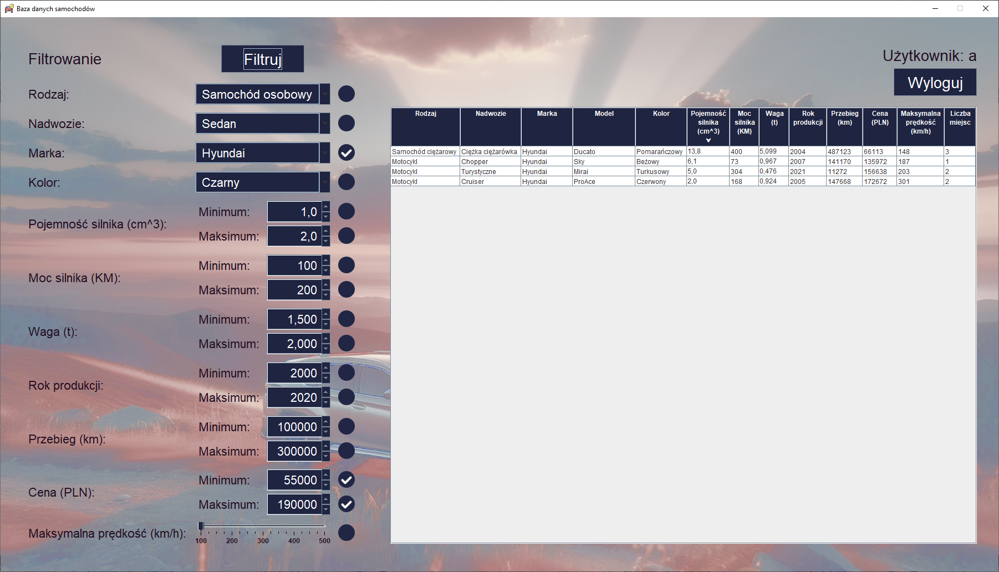 Baza danych samochodów
Filtrowanie
Filtruj
Użytkownik: a
Wyloguj
Rodzaj:
Samochód osobowy
Nadwozie:
Sedan
Marka:
Hyundai
Kolor:
Czarny
Pojemność silnika (cm^3):
Minimum:
1,0
Maksimum:
2,0
Moc silnika (KM):
Minimum:
100
Maksimum:
200
Waga (t):
Minimum:
1,500
Maksimum:
2,000
Rok produkcji:
Minimum:
2000
Maksimum:
2020
Przebieg (km):
Minimum:
100000
Maksimum:
300000
Cena (PLN):
Minimum:
55000
Maksimum:
190000
Maksymalna prędkość (km/h):
100 200 300 400 500
Rodzaj Nadwozie Marka Model Kolor Pojemność silnika (cm^3) Moc silnika (KM) Waga (t) Rok produkcji Przebieg (km) Cena (PLN) Maksymalna prędkość (km/h) Liczba miejsc
Samochód ciężarowy Ciężka ciężarówka Hyundai Ducato Pomarańczowy 13,8 400 5,099 2004 487123 66113 148 3
Motocykl Chopper Hyundai Sky Beżowy 6,1 73 0,967 2007 141170 135972 187 1
Motocykl Turystyczne Hyundai Mirai Turkusowy 5,0 304 0,476 2021 11272 156638 203 2
Motocykl Cruiser Hyundai ProAce Czerwony 2,0 168 0,924 2005 147668 172672 301 2